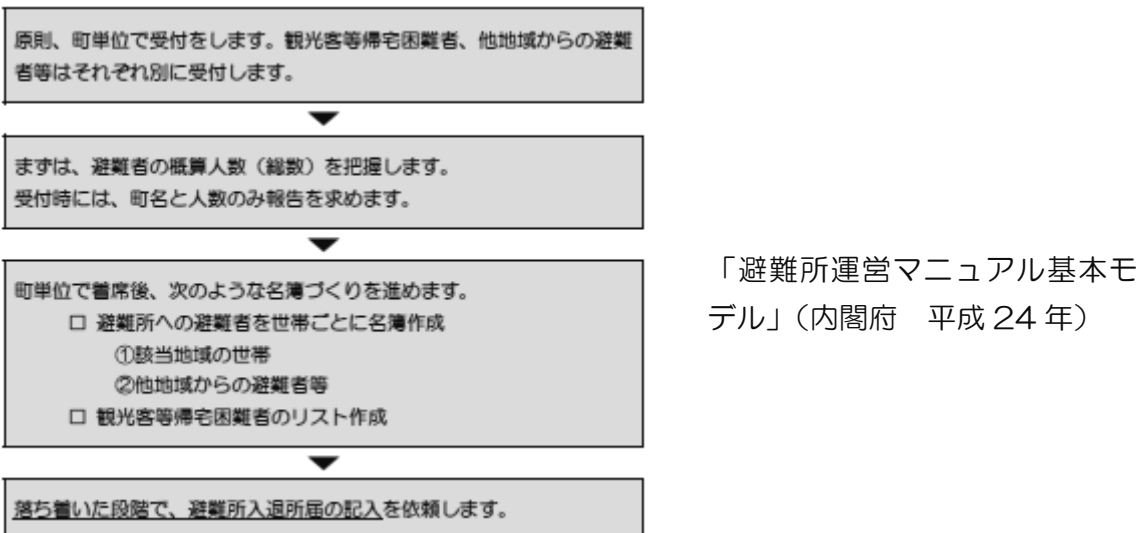 原則、町単位で受付をします。観光客等帰宅困難者、他地域からの避難
者等はそれぞれ別に受付します。
まずは、避難者の概算人数（総数）を把握します。
受付時には、町名と人数のみ報告を求めます。
町単位で着席後、次のような名簿づくりを進めます。
□ 避難所への避難者を世帯ごとに名簿作成
①該当地域の世帯
②他地域からの避難者等
□ 観光客等帰宅困難者のリスト作成
落ち着いた段階で、避難所入退所届の記入を依頼します。
「避難所運営マニュアル基本モ
デル」（内閣府　平成 24 年）